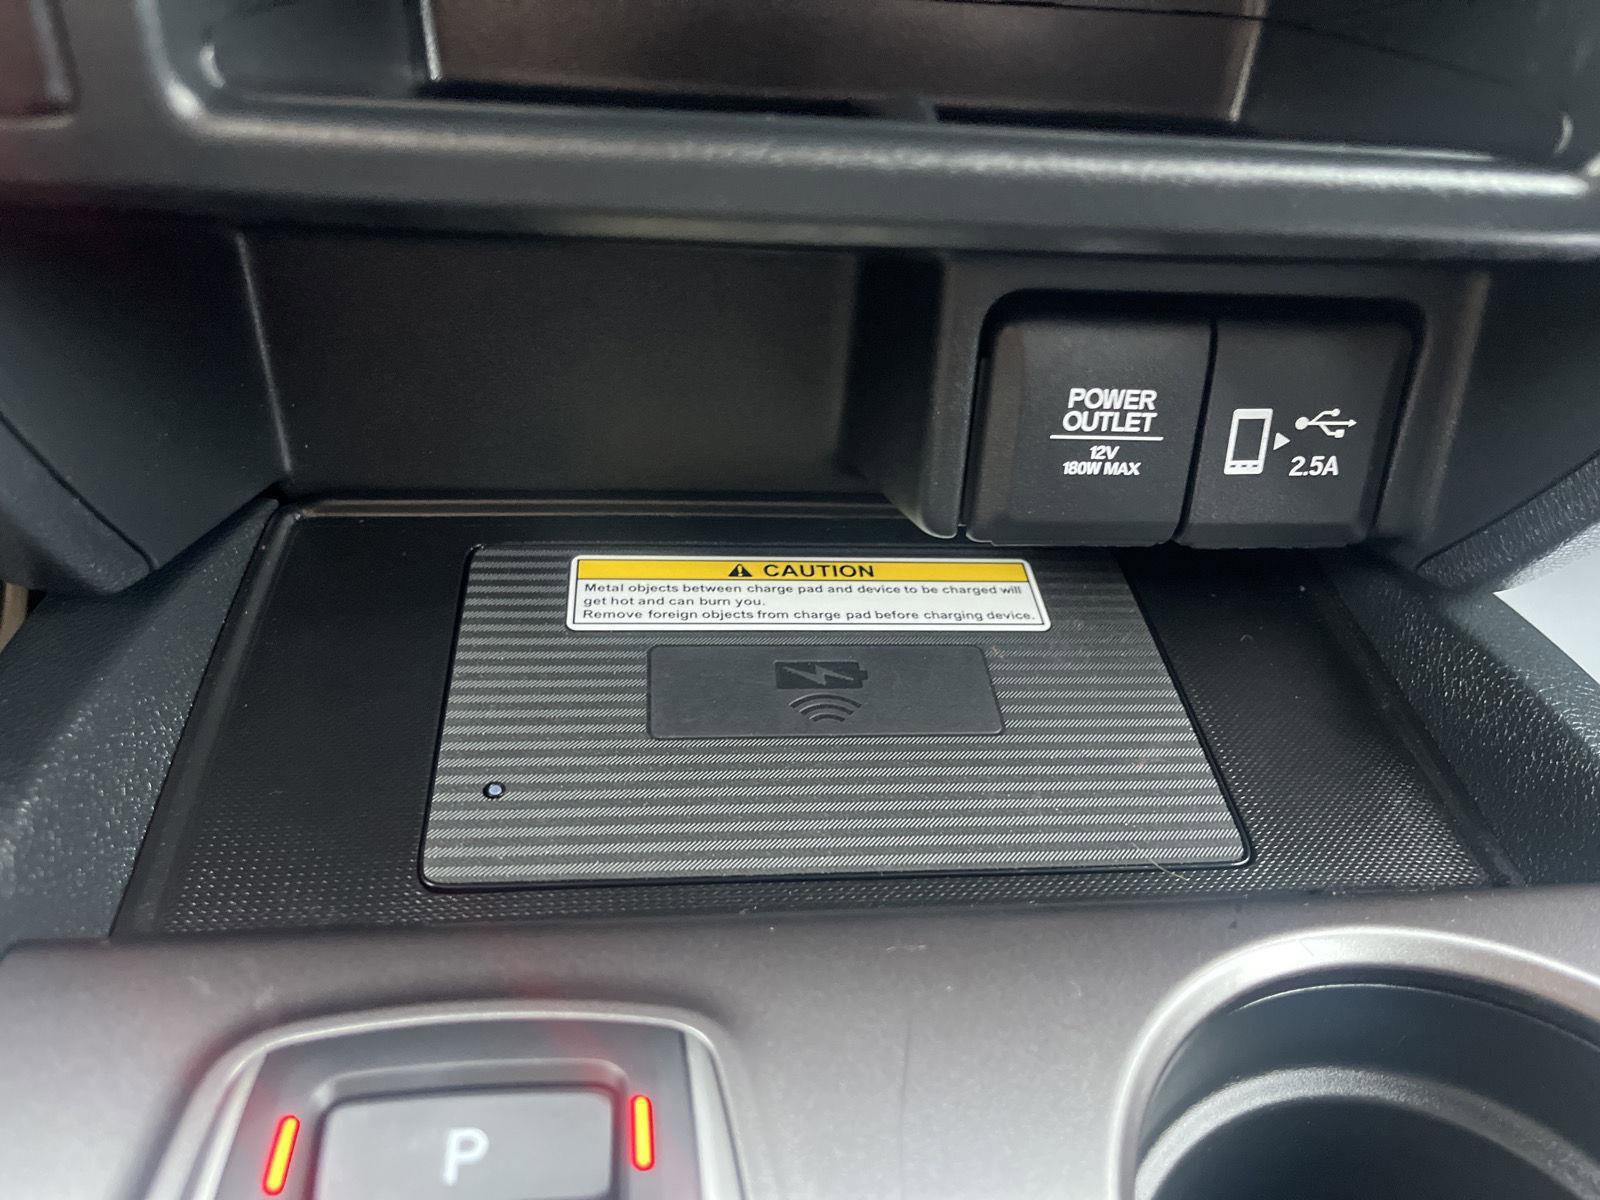 POWER
OUTLET
12V
180W MAX
2.5A
CAUTION
Metal objects between charge pad and device to be charged will
get hot and can burn you.
Remove foreign objects from charge pad before charging device.
P